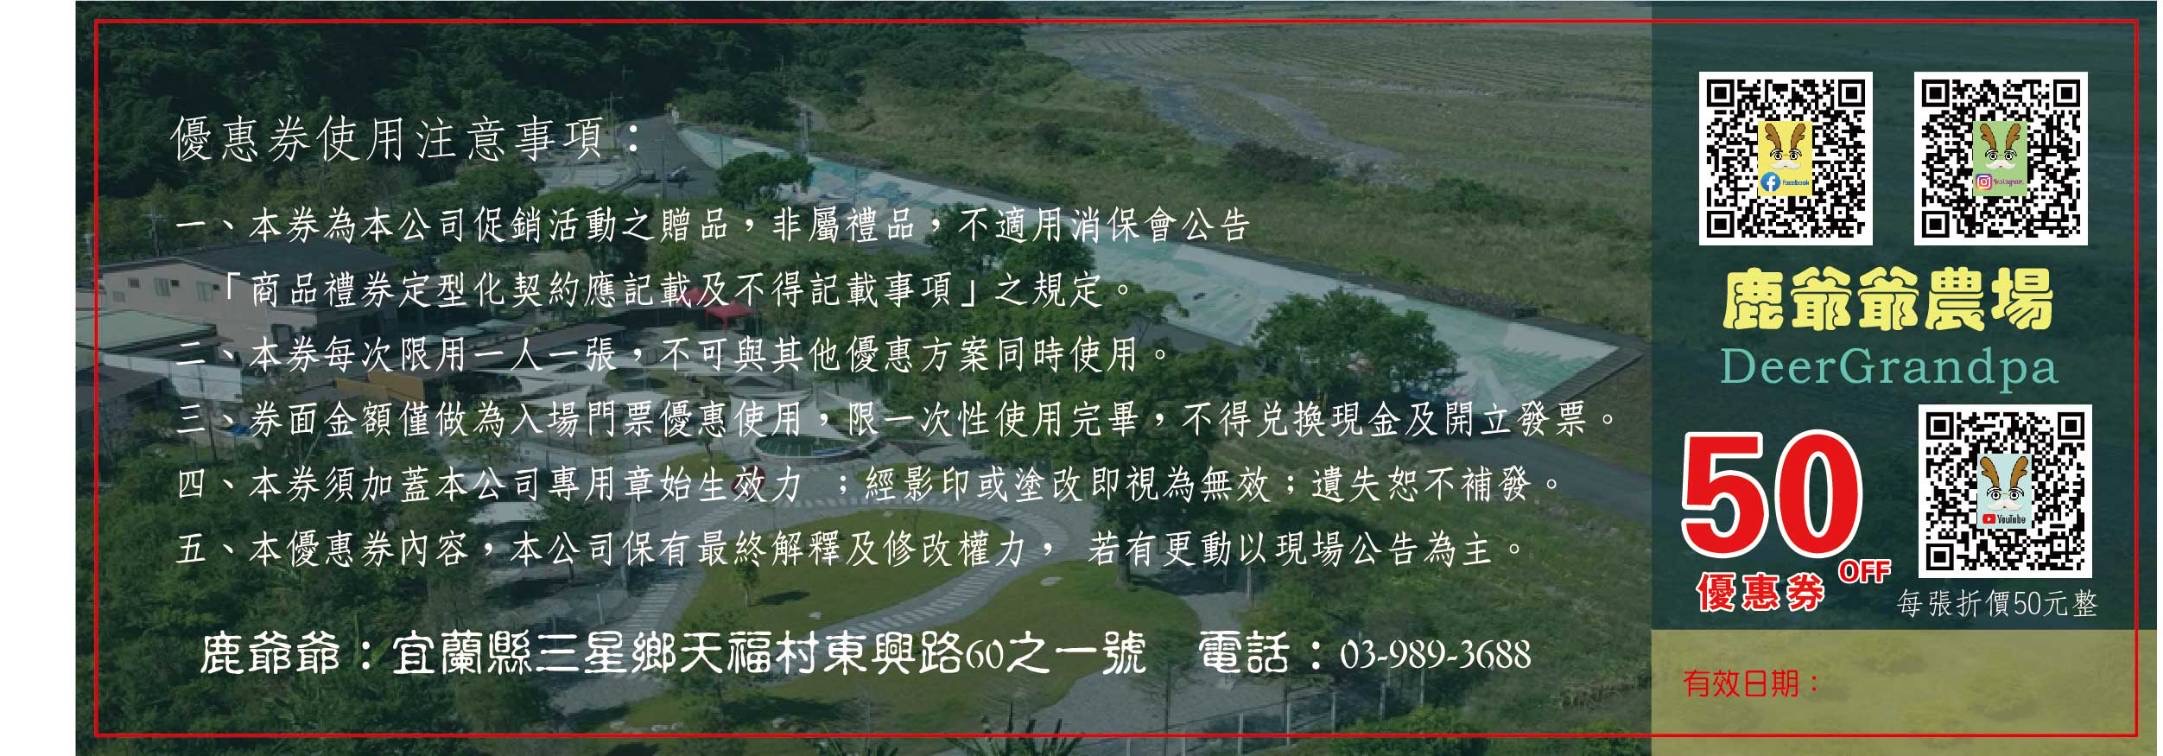 優惠券使用注意事項：
一、本券為本公司促銷活動之贈品，非屬禮品，不適用消保會公告
「商品禮券定型化契約應記載及不得記載事項」之規定。
二、本券每次限用一人一張，不可與其他優惠方案同時使用。
三、券面金額僅做為入場門票優惠使用，限一次性使用完畢，不得兌換現金及開立發票。
四、本券須加蓋本公司專用章始生效力 ；經影印或塗改即視為無效；遺失恕不補發。
五、本優惠券內容，本公司保有最終解釋及修改權力， 若有更動以現場公告為主。
鹿爺爺：宜蘭縣三星鄉天福村東興路60之一號 電話：03-989-3688
facebook
Instagram
鹿爺爺農場
DeerGrandpa
50
OFF
優惠券
YouTube
每張折價50元整
有效日期：